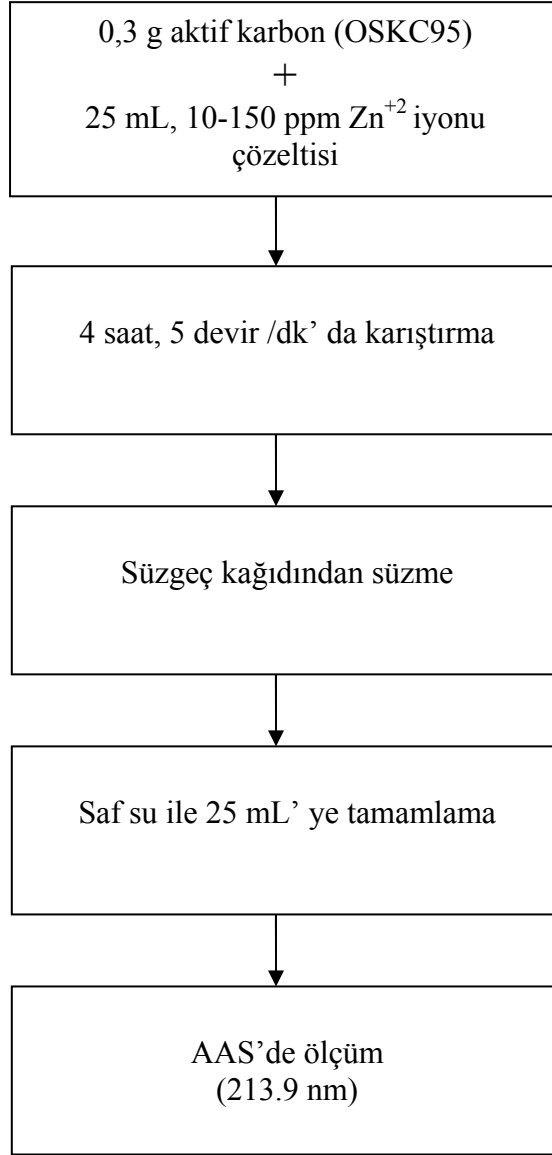 0,3 g aktif karbon (OSKC95)
+
25 mL, 10-150 ppm Zn⁺² iyonu
çözeltisi
4 saat, 5 devir /dk’ da karıştırma
Süzgeç kağıdından süzme
Saf su ile 25 mL’ ye tamamlama
AAS’de ölçüm
(213.9 nm)